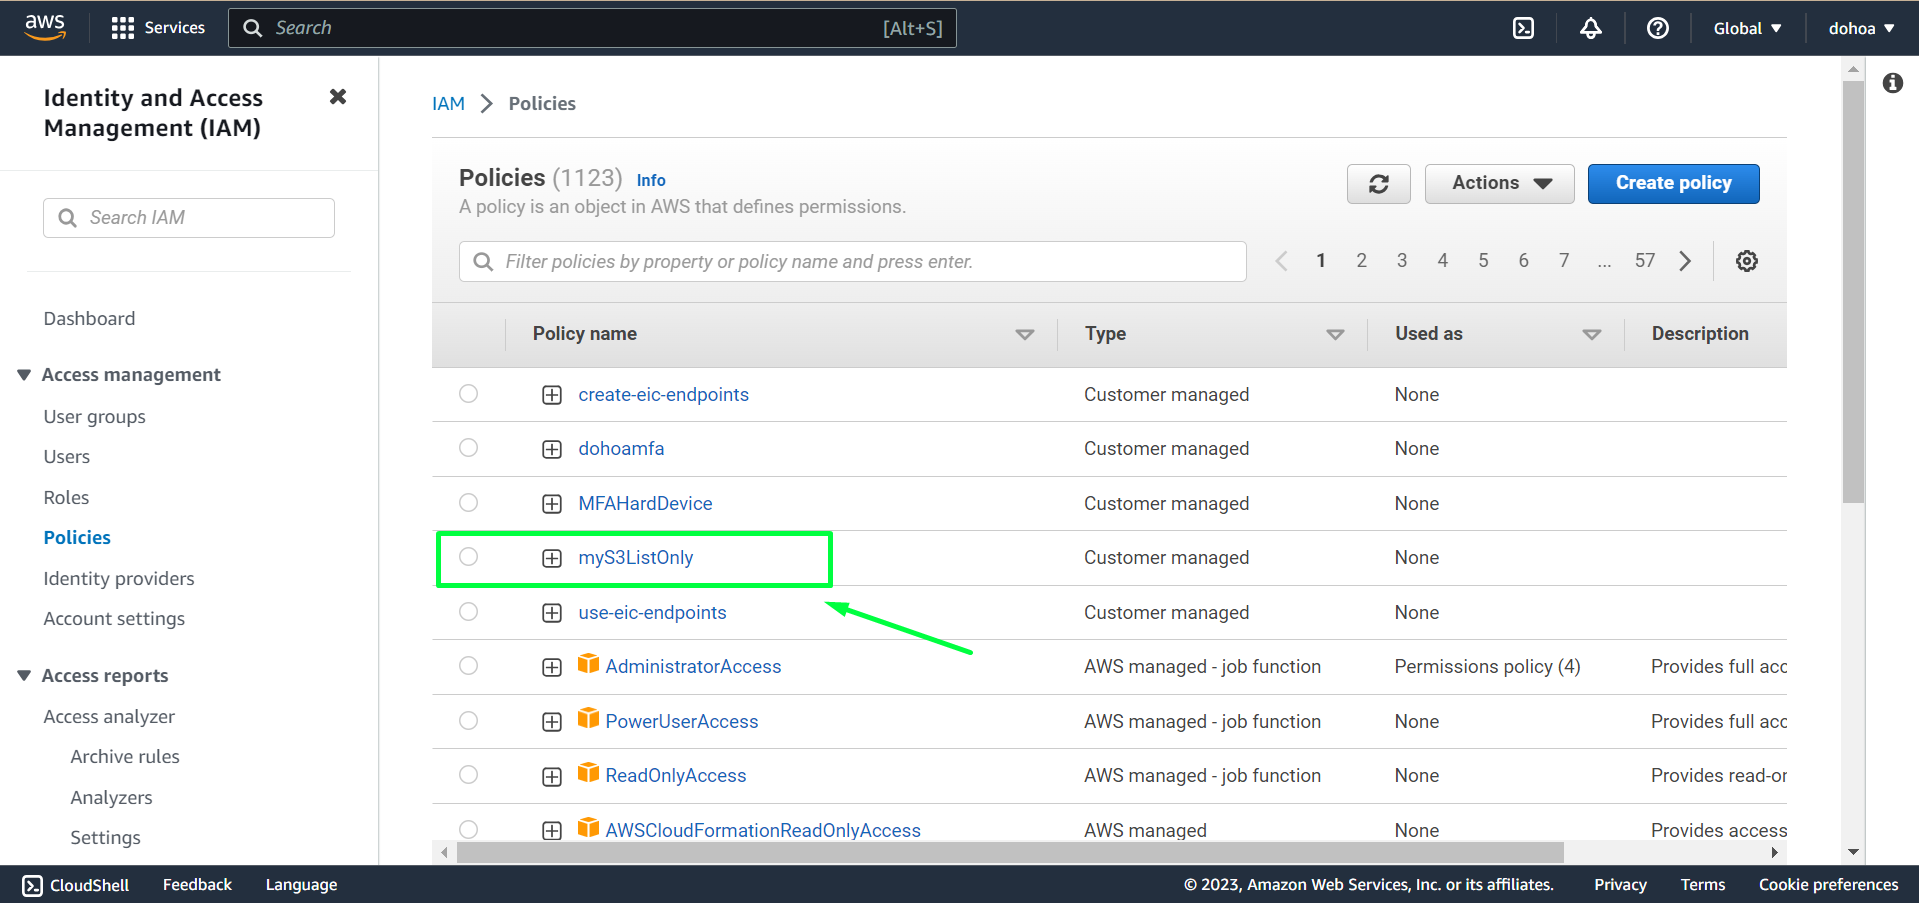 aws
Services
Search
[Alt+S]
Global
dohoa
Identity and Access
Management (IAM)
Search IAM
Dashboard
Access management
User groups
Users
Roles
Policies
Identity providers
Account settings
Access reports
Access analyzer
Archive rules
Analyzers
Settings
IAM > Policies
Policies (1123) Info
A policy is an object in AWS that defines permissions.
Actions
Create policy
Filter policies by property or policy name and press enter.
1 2 3 4 5 6 7 ... 57
Policy name Type Used as Description
create-eic-endpoints Customer managed None
dohoamfa Customer managed None
MFAHardDevice Customer managed None
myS3ListOnly Customer managed None
use-eic-endpoints Customer managed None
AdministratorAccess AWS managed - job function Permissions policy (4) Provides full acc
PowerUserAccess AWS managed - job function None Provides full acc
ReadOnlyAccess AWS managed - job function None Provides read-or
AWSCloudFormationReadOnlyAccess AWS managed None Provides access
CloudShell Feedback Language
© 2023, Amazon Web Services, Inc. or its affiliates. Privacy Terms Cookie preferences